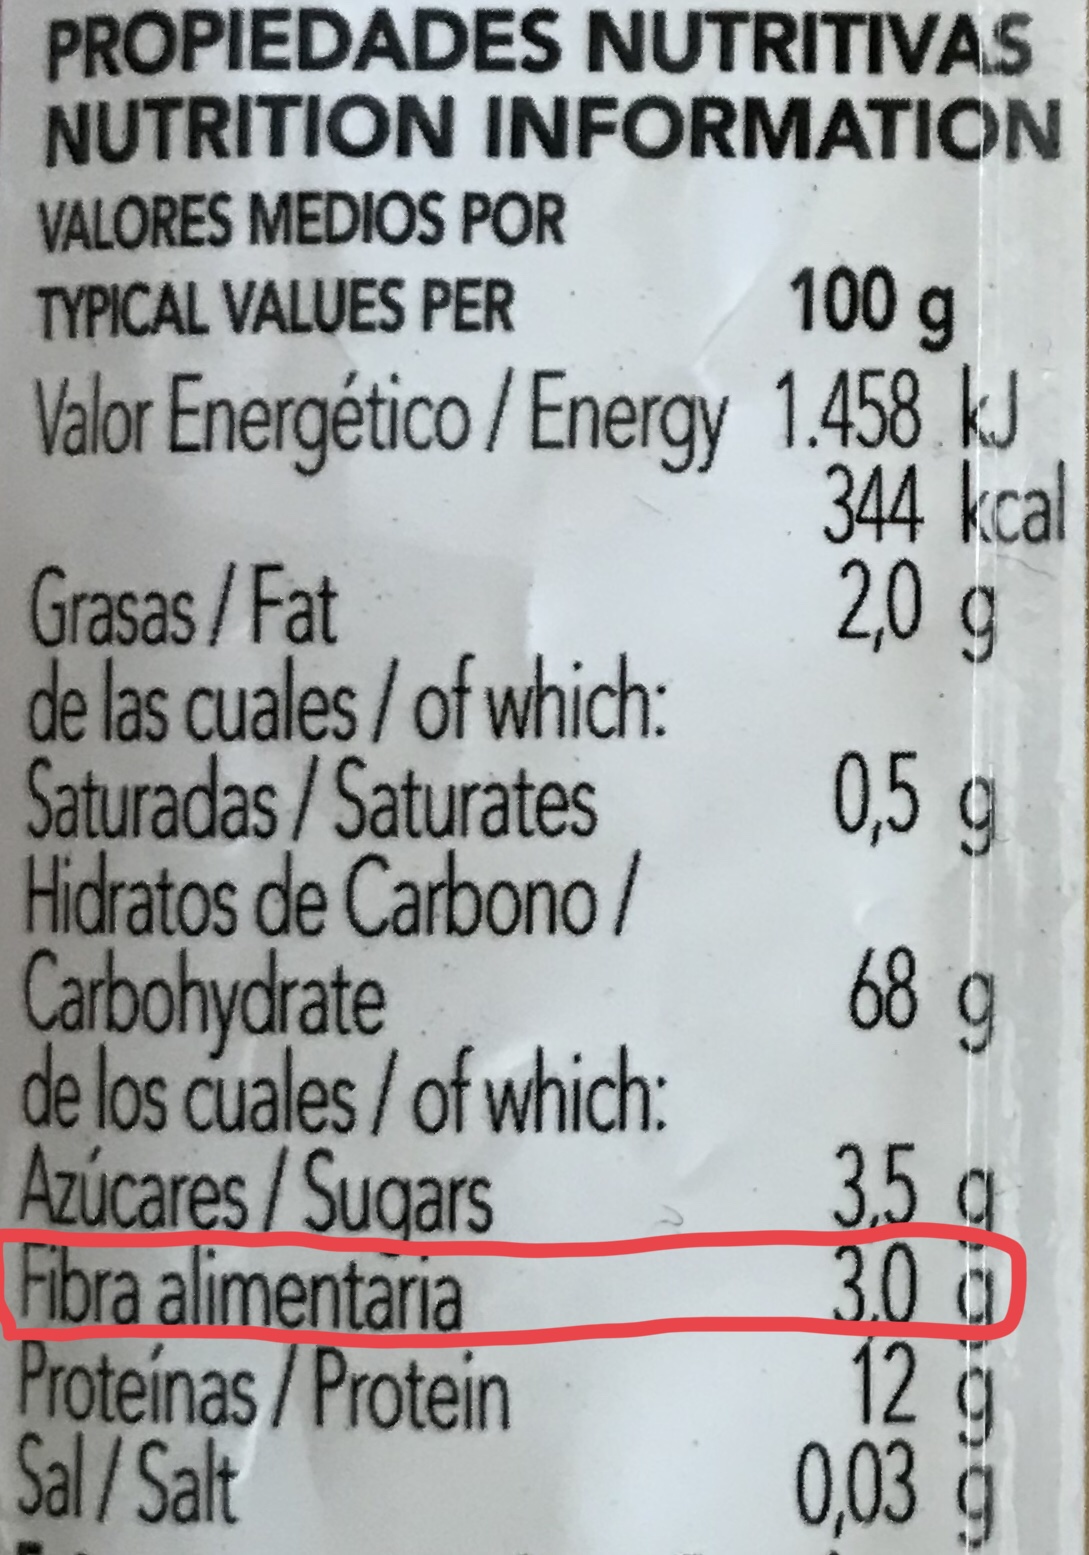 PROPIEDADES NUTRITIVAS
NUTRITION INFORMATION
VALORES MEDIOS POR
TYPICAL VALUES PER 100 g
Valor Energético / Energy 1.458 kJ
344 kcal
Grasas / Fat 2,0 g
de las cuales / of which:
Saturadas / Saturates 0,5 g
Hidratos de Carbono /
Carbohydrate 68 g
de los cuales / of which:
Azúcares / Sugars 3,5 g
Fibra alimentaria 3,0 g
Proteínas / Protein 12 g
Sal / Salt 0,03 g